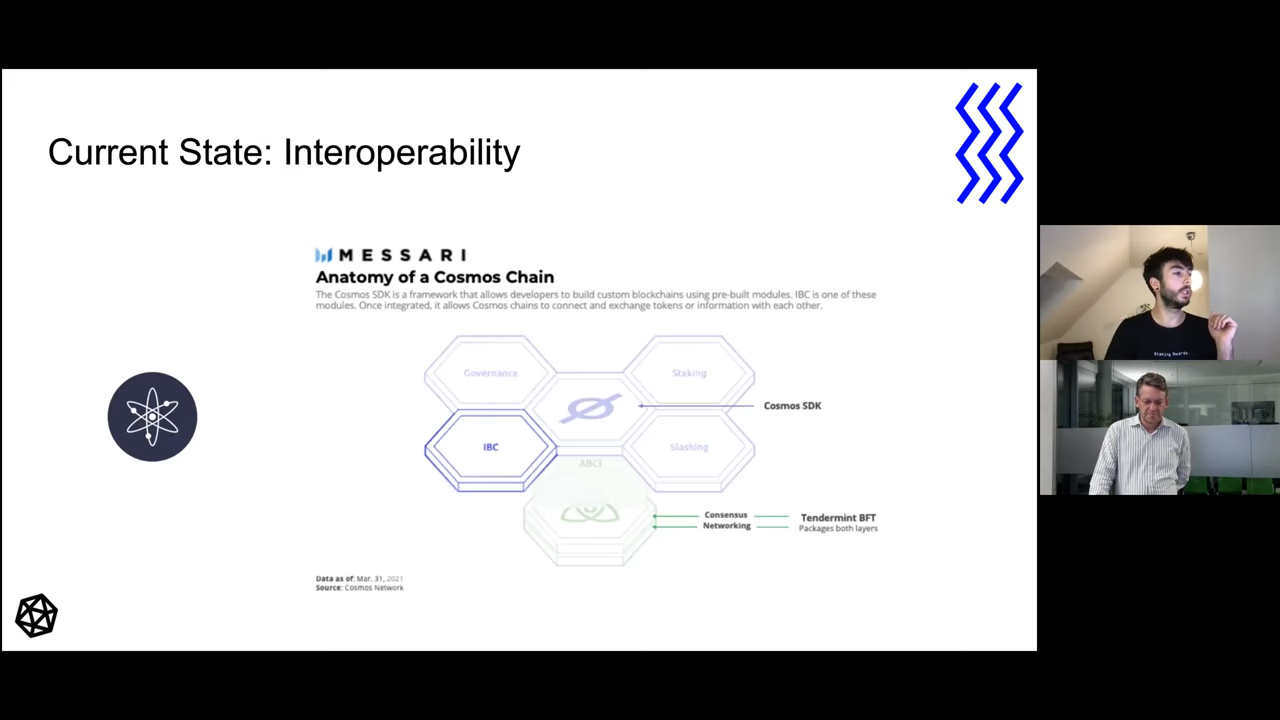 Current State: Interoperability
MESSARI
Anatomy of a Cosmos Chain
The Cosmos SDK is a framework that allows developers to build custom blockchains using pre-built modules. IBC is one of these
modules. Once integrated, it allows Cosmos chains to connect and exchange tokens or information with each other.
Governance
Staking
Cosmos SDK
IBC
Slashing
ABCI
Consensus
Networking
Tendermint BFT
Packages both layers
Data as of: Mar. 31, 2021
Source: Cosmos Network
Staking Rewards.